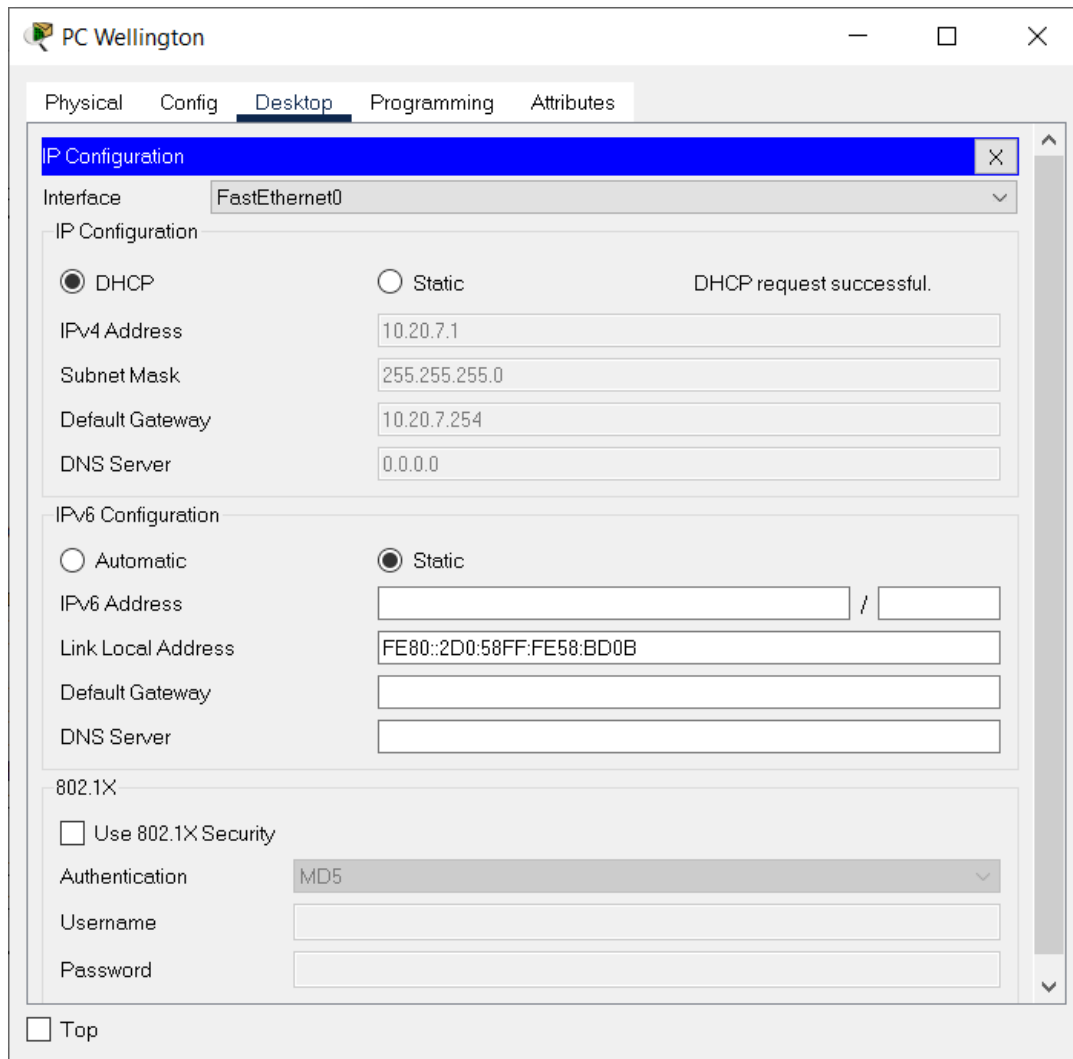 PC Wellington
Physical Config Desktop Programming Attributes
IP Configuration X
Interface FastEthernet0
IP Configuration
DHCP Static DHCP request successful.
IPv4 Address 10.20.7.1
Subnet Mask 255.255.255.0
Default Gateway 10.20.7.254
DNS Server 0.0.0.0
IPv6 Configuration
Automatic Static
IPv6 Address /
Link Local Address FE80::2D0:58FF:FE58:BD0B
Default Gateway
DNS Server
802.1X
Use 802.1X Security
Authentication MD5
Username
Password
Top